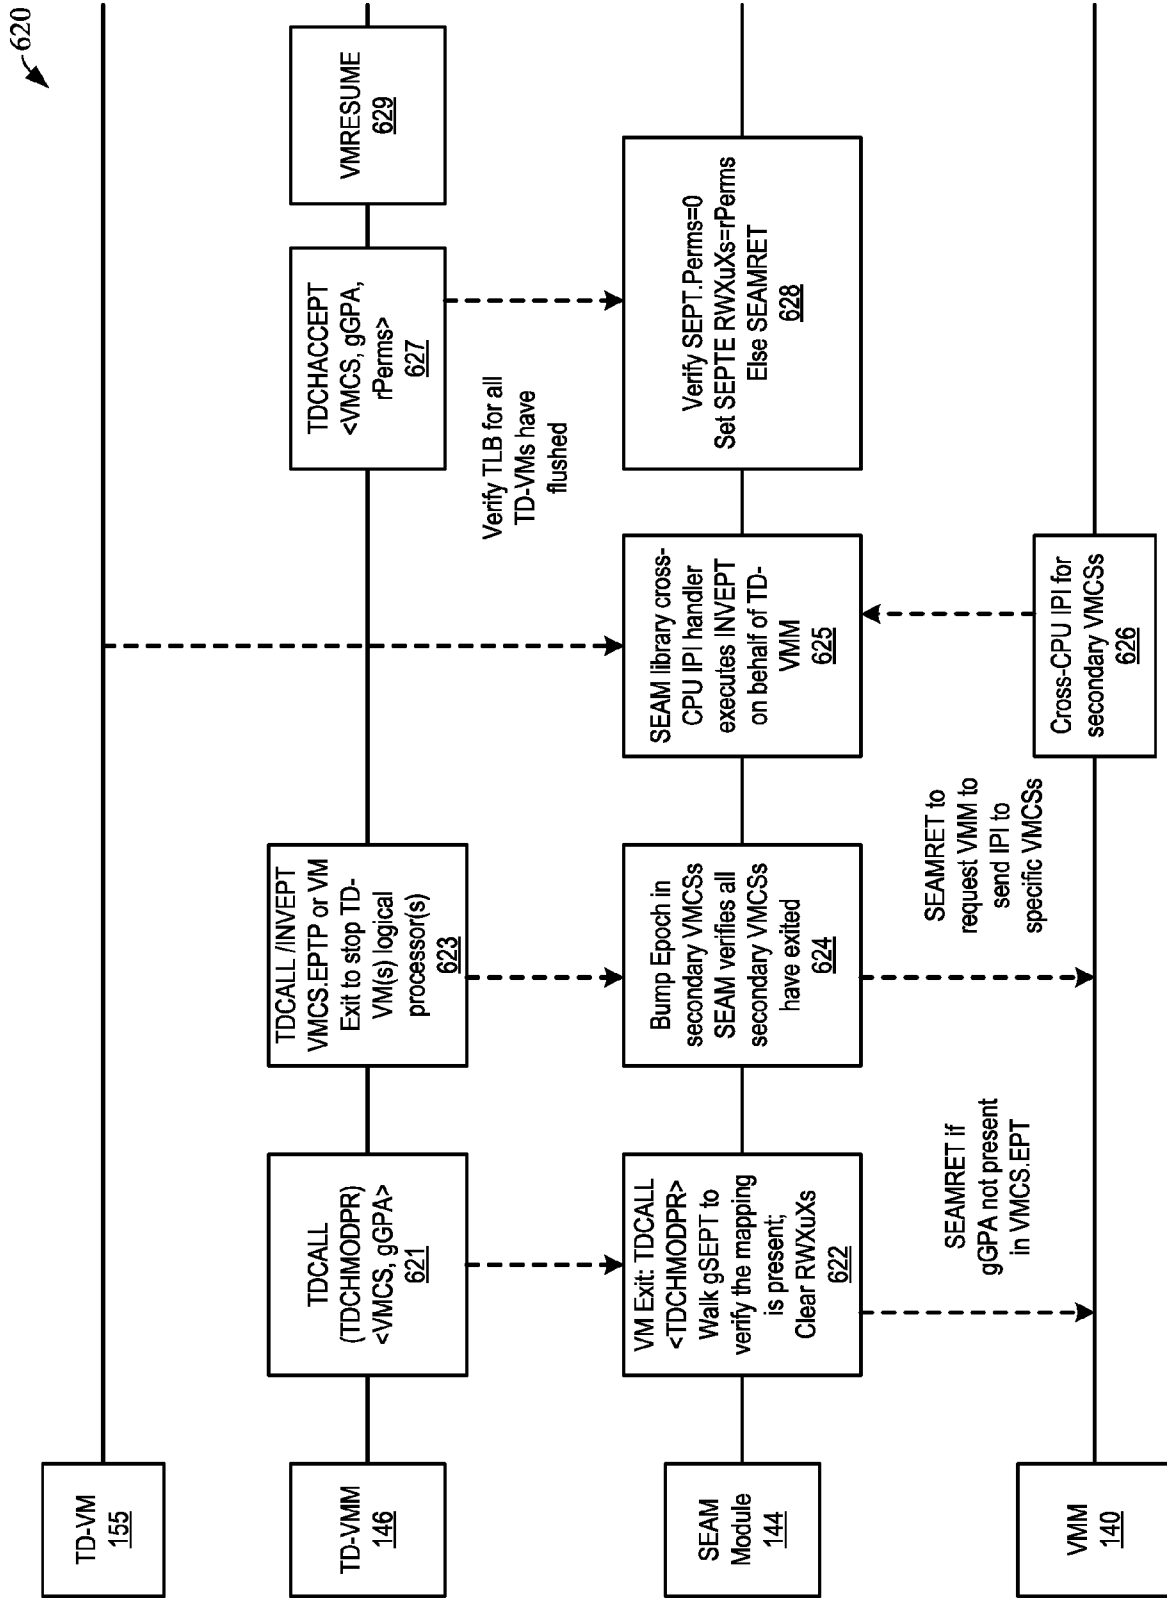 620
TD-VM
155
TD-VMM
146
SEAM
Module
144
VMM
140
TDCALL
(TDCHMODPR)
<VMCS, gGPA>
621
VM Exit: TDCALL
<TDCHMODPR>
Walk gSEPT to
verify the mapping
is present;
Clear RWXuXs
622
SEAMRET if
gGPA not present
in VMCS.EPT
TDCALL /INVEPT
VMCS.EPTP or VM
Exit to stop TD-
VM(s) logical
processor(s)
623
Bump Epoch in
secondary VMCSs
SEAM verifies all
secondary VMCSs
have exited
624
SEAMRET to
request VMM to
send IPI to
specific VMCSs
SEAM library cross-
CPU IPI handler
executes INVEPT
on behalf of TD-
VMM
625
Cross-CPU IPI for
secondary VMCSs
626
TDCHACCEPT
<VMCS, gGPA,
rPerms>
627
Verify TLB for all
TD-VMs have
flushed
Verify SEPT.Perms=0
Set SEPTE RWXuXs=rPerms
Else SEAMRET
628
VMRESUME
629